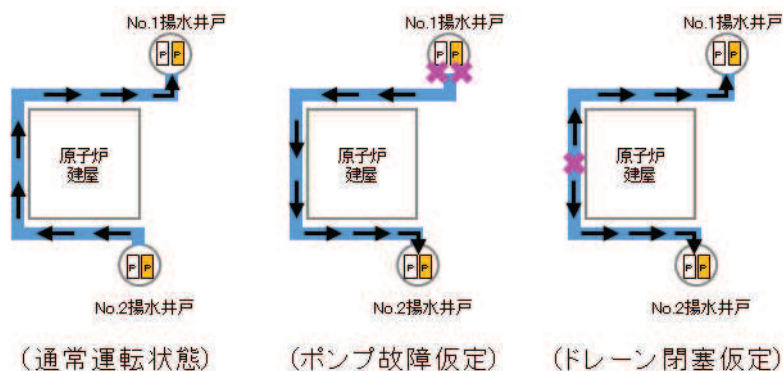 No.1揚水井戸
P P
原子炉
建屋
P P
No.2揚水井戸
(通常運転状態)
No.1揚水井戸
P P
原子炉
建屋
P P
No.2揚水井戸
(ポンプ故障仮定)
No.1揚水井戸
P P
原子炉
建屋
P P
No.2揚水井戸
(ドレーン閉塞仮定)